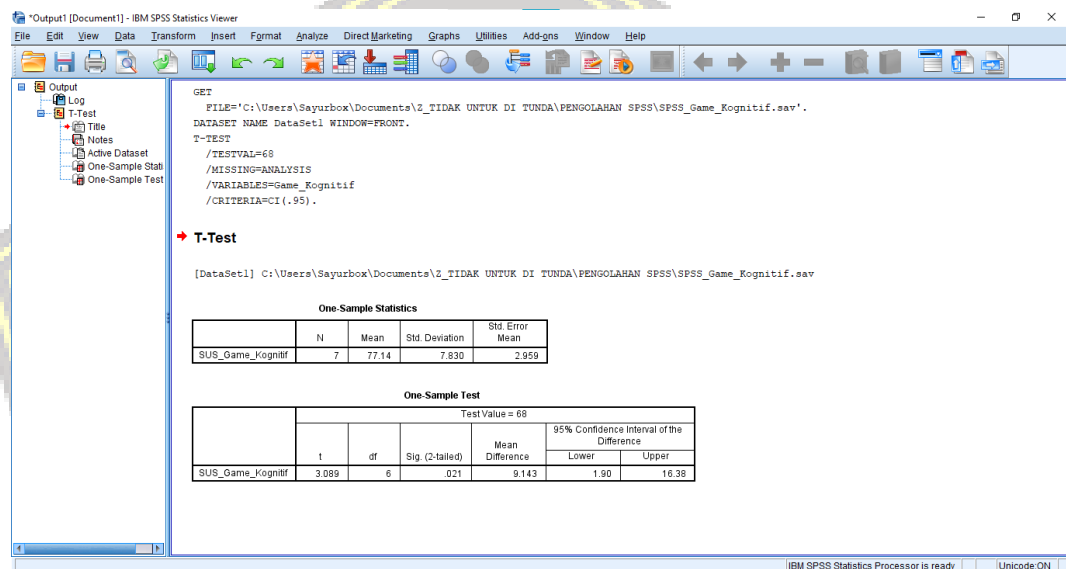 *Output1 [Document1] - IBM SPSS Statistics Viewer
File Edit View Data Transform Insert Format Analyze Direct Marketing Graphs Utilities Add-ons Window Help
Output
Log
T-Test
Title
Notes
Active Dataset
One-Sample Stati
One-Sample Test
GET
FILE='C:\Users\Sayurbox\Documents\Z_TIDAK UNTUK DI TUNDA\PENGOLAHAN SPSS\SPSS_Game_Kognitif.sav'.
DATASET NAME DataSet1 WINDOW=FRONT.
T-TEST
/TESTVAL=68
/MISSING=ANALYSIS
/VARIABLES=Game_Kognitif
/CRITERIA=CI(.95).
T-Test
[DataSet1] C:\Users\Sayurbox\Documents\Z_TIDAK UNTUK DI TUNDA\PENGOLAHAN SPSS\SPSS_Game_Kognitif.sav
One-Sample Statistics
N Mean Std. Deviation Std. Error Mean
SUS_Game_Kognitif 7 77.14 7.830 2.959
One-Sample Test
Test Value = 68
95% Confidence Interval of the Difference
t df Sig. (2-tailed) Mean Difference Lower Upper
SUS_Game_Kognitif 3.089 6 .021 9.143 1.90 16.38
IBM SPSS Statistics Processor is ready Unicode:ON